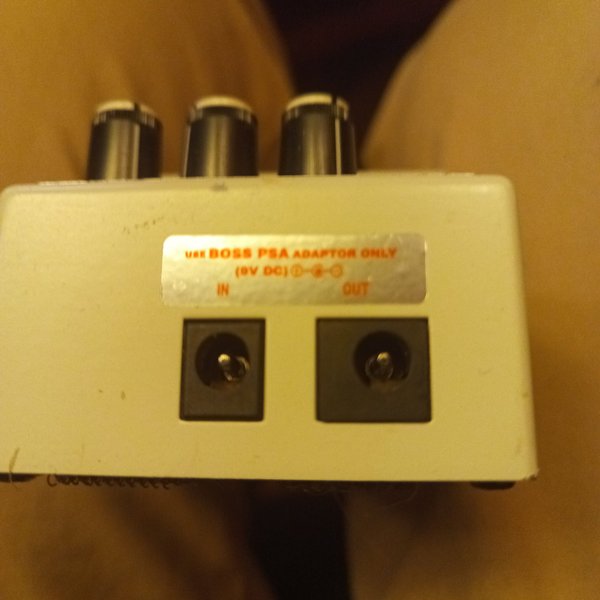 USE BOSS PSA ADAPTOR ONLY
(9V DC)
IN OUT